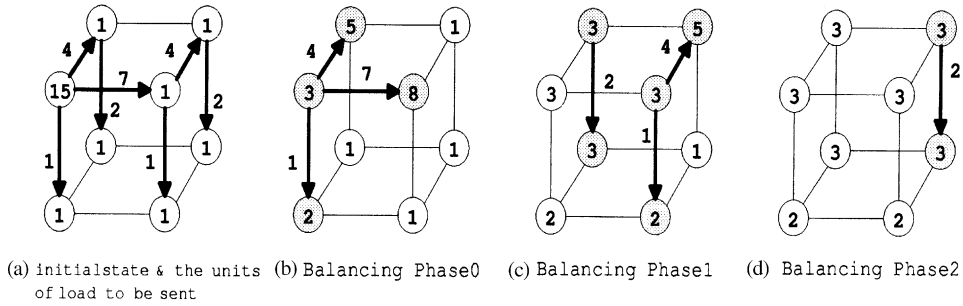 1 1 5 1 3 5 3 3
4 4 4 4
7 7 2 2
15 1 3 8 3 3 3 3
2 2 1
1 1 1 1 3 1 3 3
1 1 1
1 1 2 1 2 2 2 2
(a) initialstate & the units of load to be sent
(b) Balancing Phase0
(c) Balancing Phase1
(d) Balancing Phase2